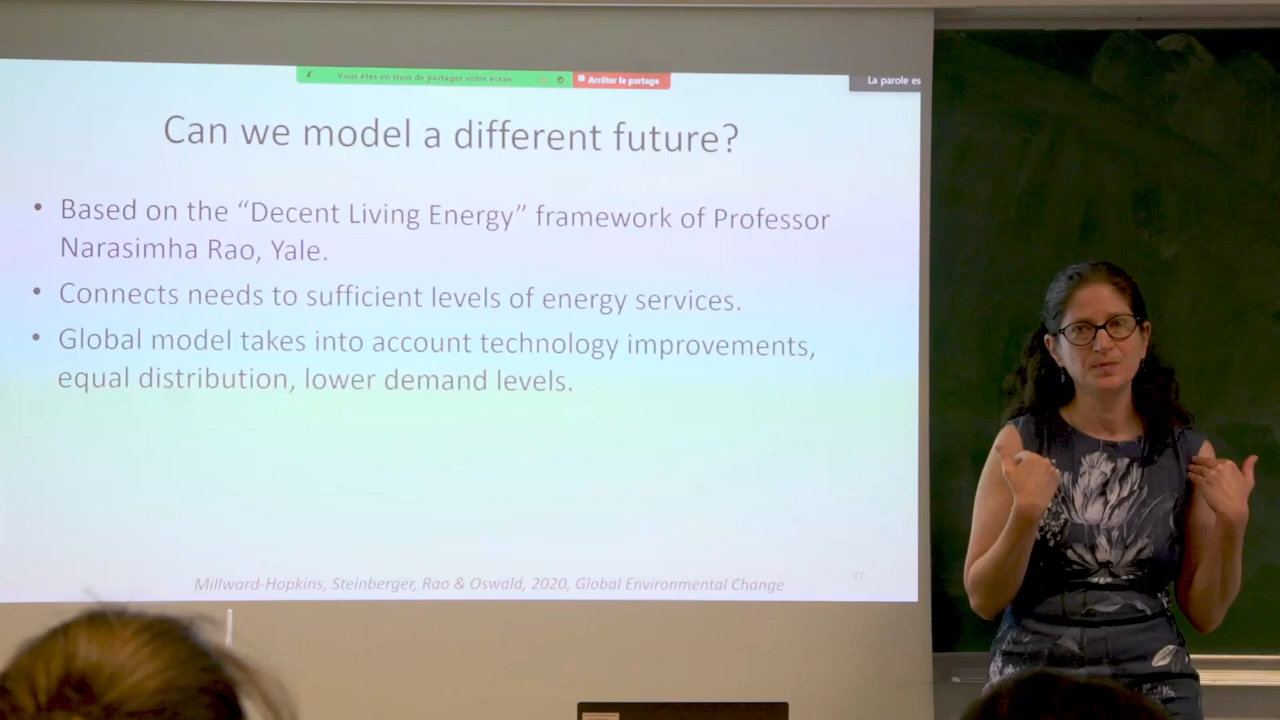 Vous êtes en train de partager votre écran
Arrêter le partage
La parole es
Can we model a different future?
• Based on the “Decent Living Energy” framework of Professor
Narasimha Rao, Yale.
• Connects needs to sufficient levels of energy services.
• Global model takes into account technology improvements,
equal distribution, lower demand levels.
Millward-Hopkins, Steinberger, Rao & Oswald, 2020, Global Environmental Change
37